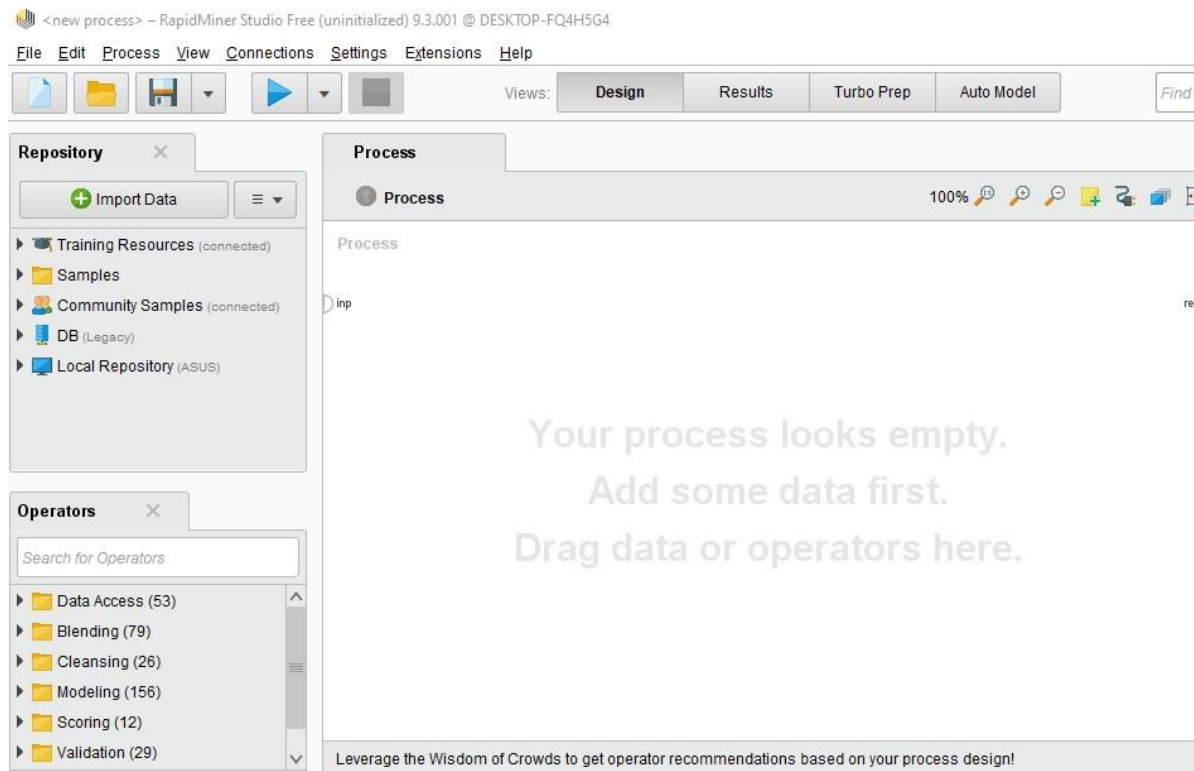 <new process> – RapidMiner Studio Free (uninitialized) 9.3.001 @ DESKTOP-FQ4H5G4
File Edit Process View Connections Settings Extensions Help
Views: Design Results Turbo Prep Auto Model Find
Repository
Import Data
Training Resources (connected)
Samples
Community Samples (connected)
DB (Legacy)
Local Repository (ASUS)
Operators
Search for Operators
Data Access (53)
Blending (79)
Cleansing (26)
Modeling (156)
Scoring (12)
Validation (29)
Process
Process
100%
Process
inp
re
Your process looks empty.
Add some data first.
Drag data or operators here.
Leverage the Wisdom of Crowds to get operator recommendations based on your process design!